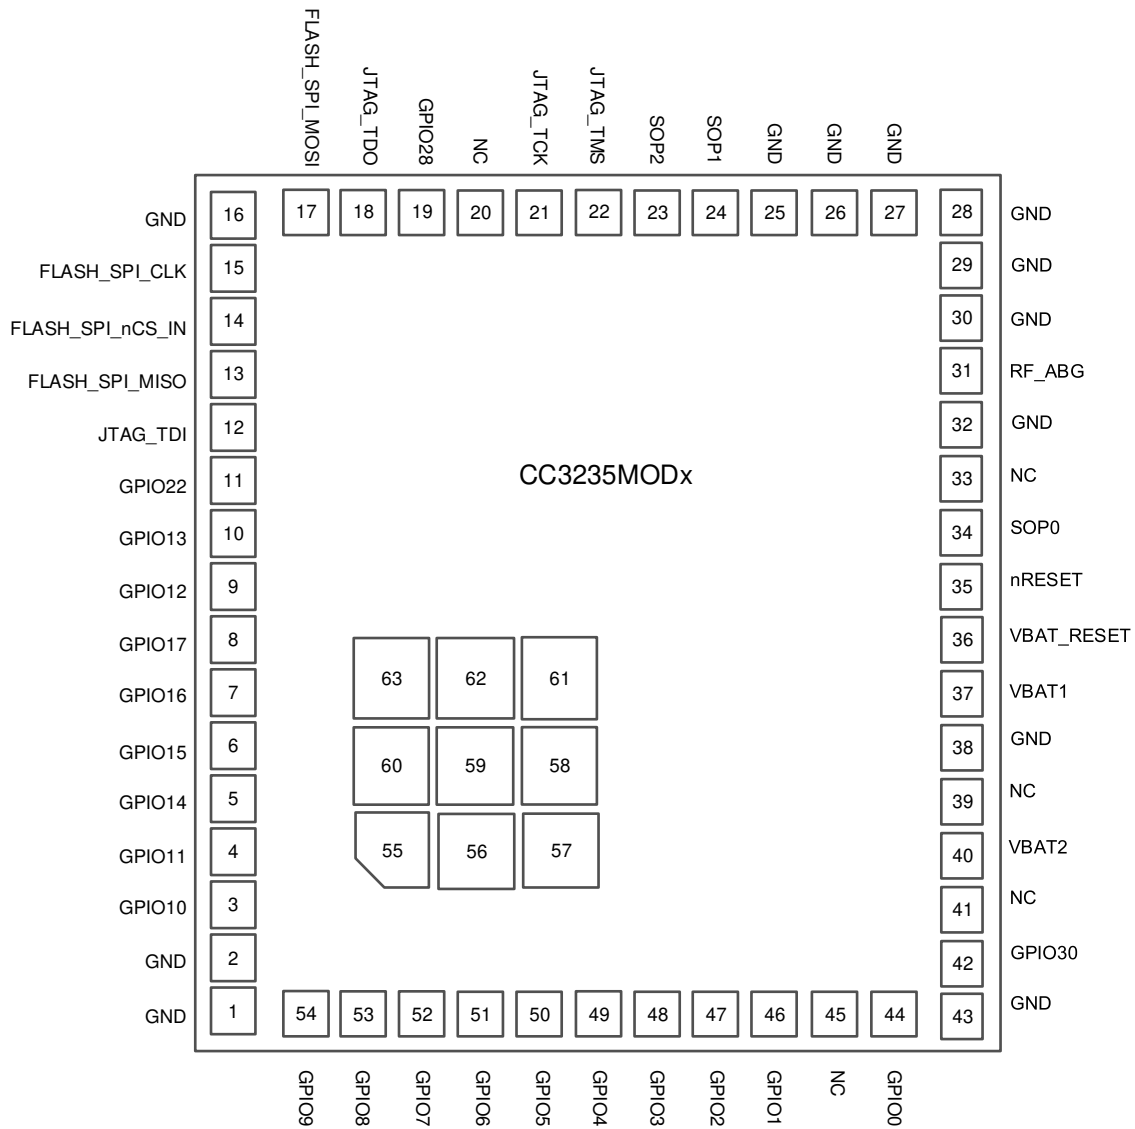 FLASH_SPI_MOSI
JTAG_TDO
GPIO28
NC
JTAG_TCK
JTAG_TMS
SOP2
SOP1
GND
GND
GND
17
18
19
20
21
22
23
24
25
26
27
GND 16
FLASH_SPI_CLK 15
FLASH_SPI_nCS_IN 14
FLASH_SPI_MISO 13
JTAG_TDI 12
GPIO22 11
GPIO13 10
GPIO12 9
GPIO17 8
GPIO16 7
GPIO15 6
GPIO14 5
GPIO11 4
GPIO10 3
GND 2
GND 1
CC3235MODx
63 62 61
60 59 58
55 56 57
28 GND
29 GND
30 GND
31 RF_ABG
32 GND
33 NC
34 SOP0
35 nRESET
36 VBAT_RESET
37 VBAT1
38 GND
39 NC
40 VBAT2
41 NC
42 GPIO30
43 GND
54
53
52
51
50
49
48
47
46
45
44
GPIO9
GPIO8
GPIO7
GPIO6
GPIO5
GPIO4
GPIO3
GPIO2
GPIO1
NC
GPIO0